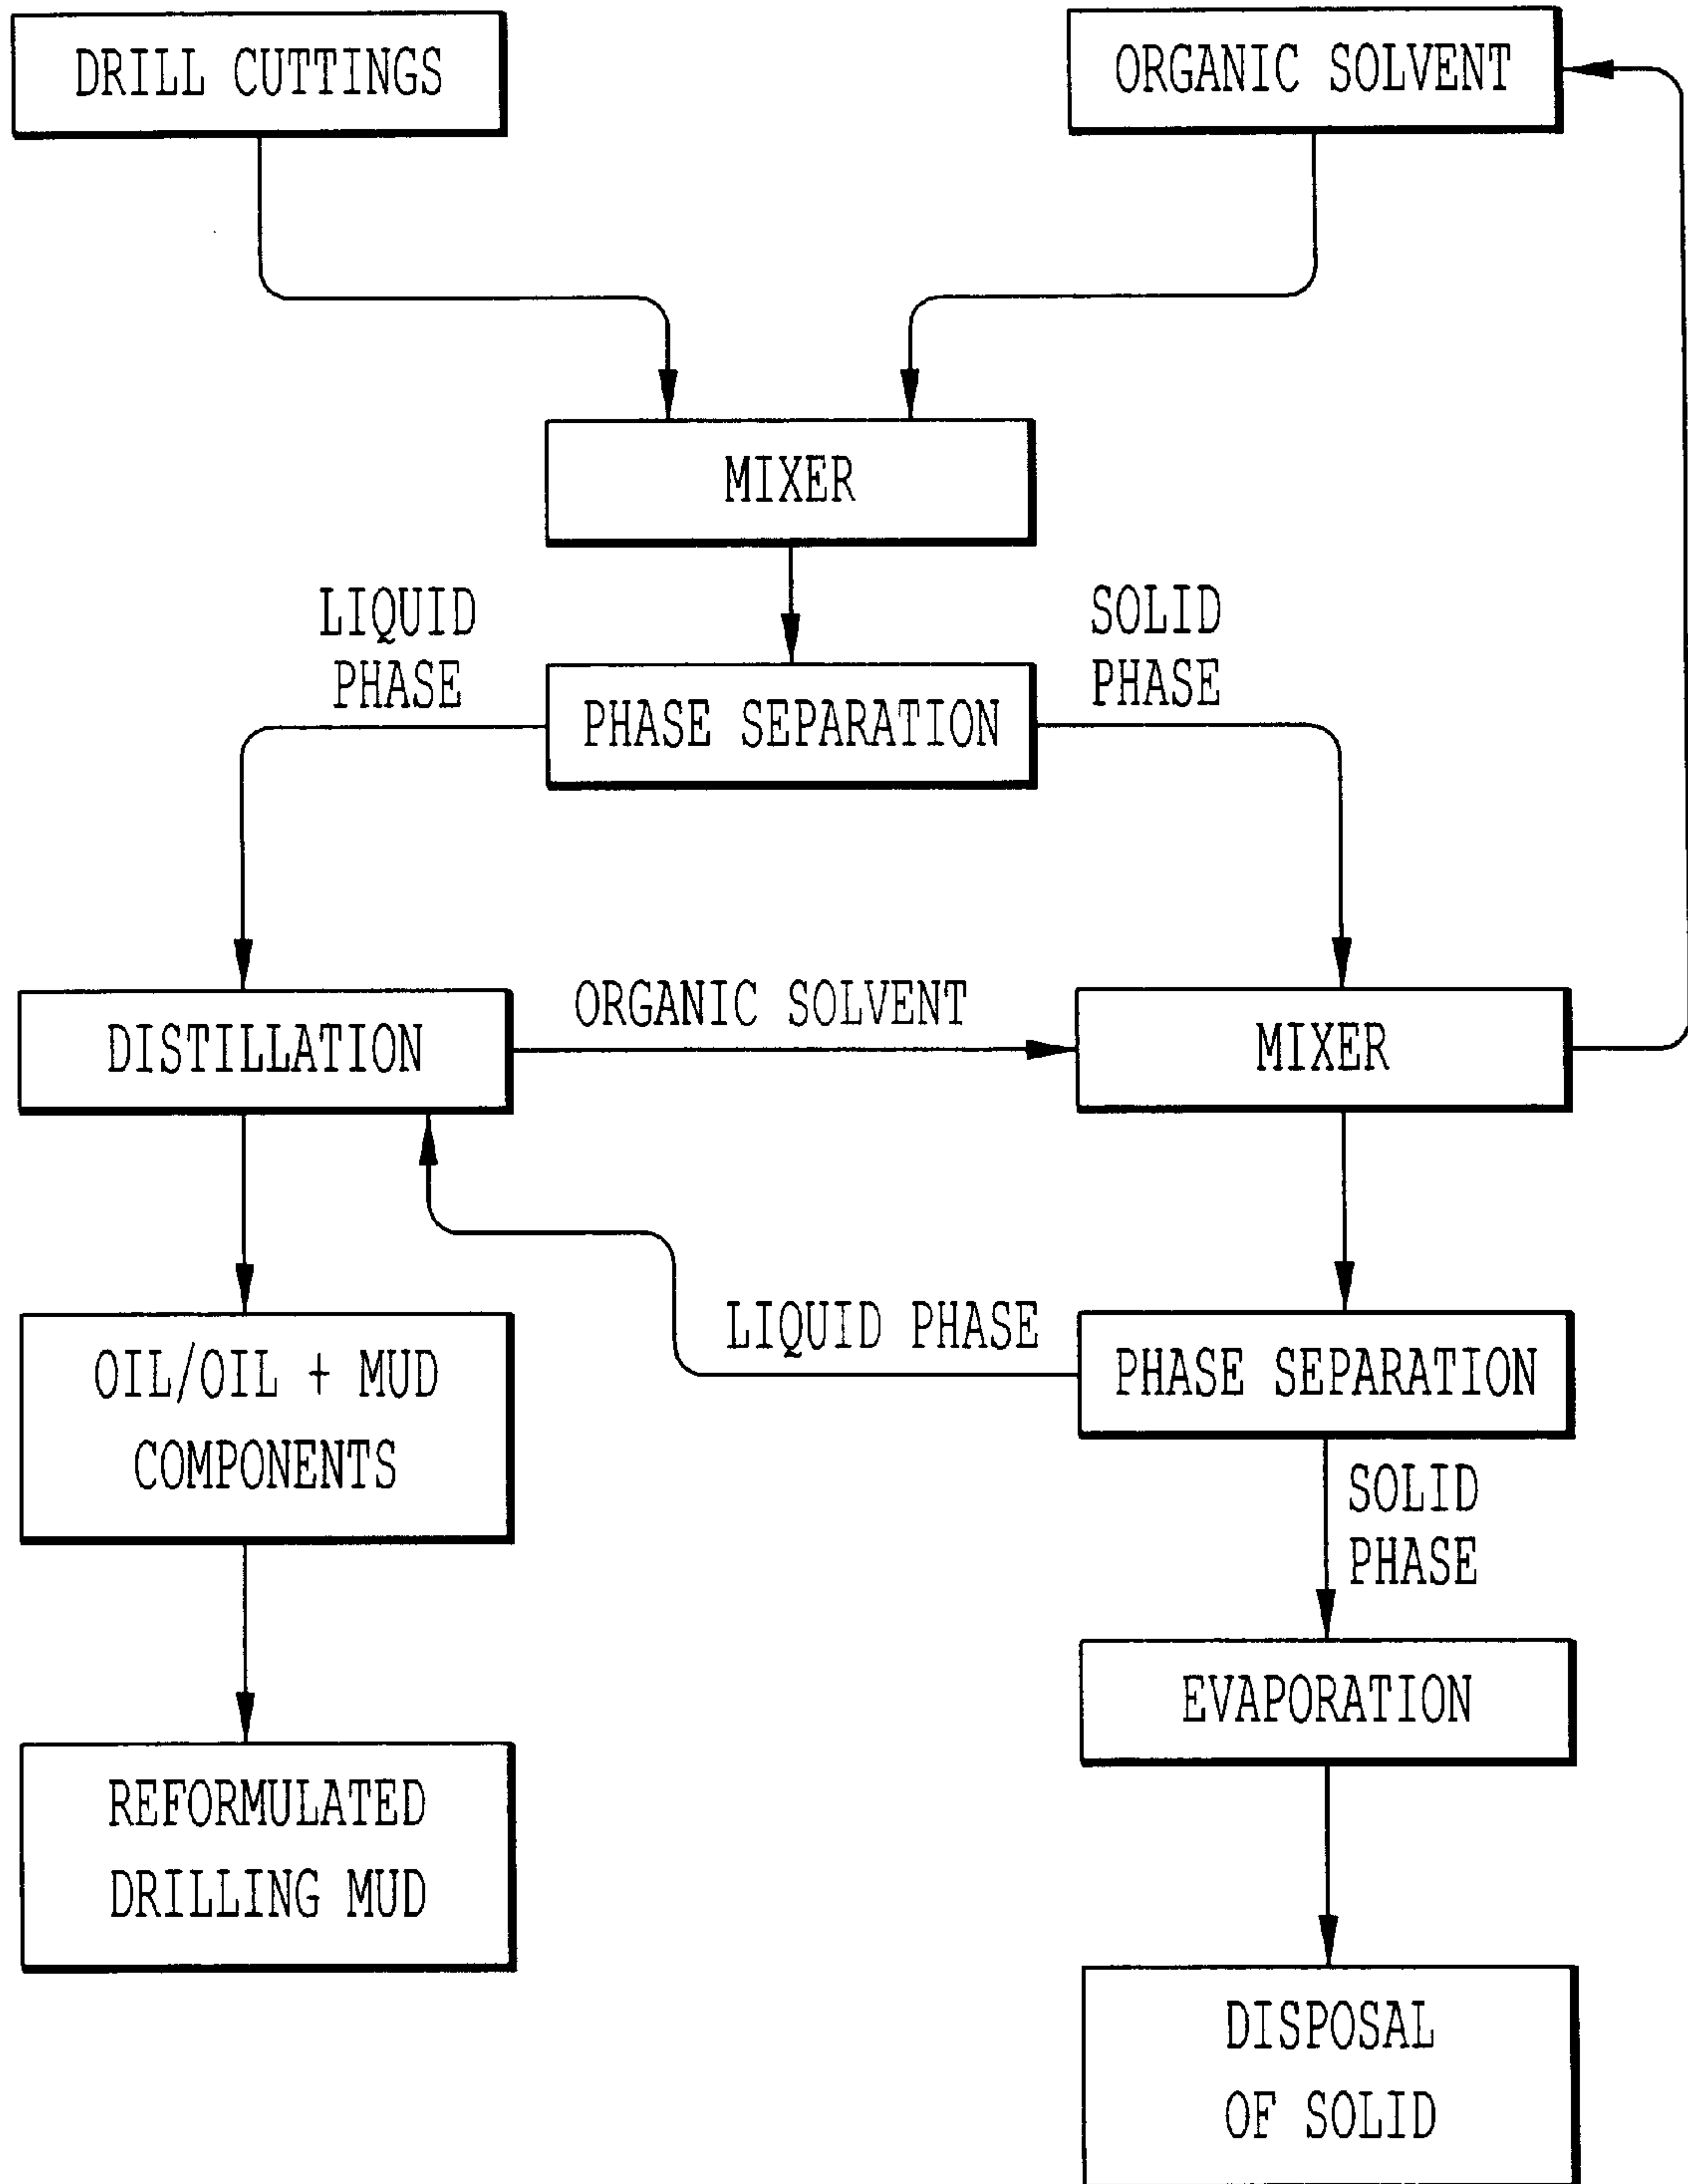 DRILL CUTTINGS
ORGANIC SOLVENT
MIXER
LIQUID
PHASE
SOLID
PHASE
PHASE SEPARATION
DISTILLATION
ORGANIC SOLVENT
MIXER
OIL/OIL + MUD
COMPONENTS
LIQUID PHASE
PHASE SEPARATION
SOLID
PHASE
EVAPORATION
REFORMULATED
DRILLING MUD
DISPOSAL
OF SOLID